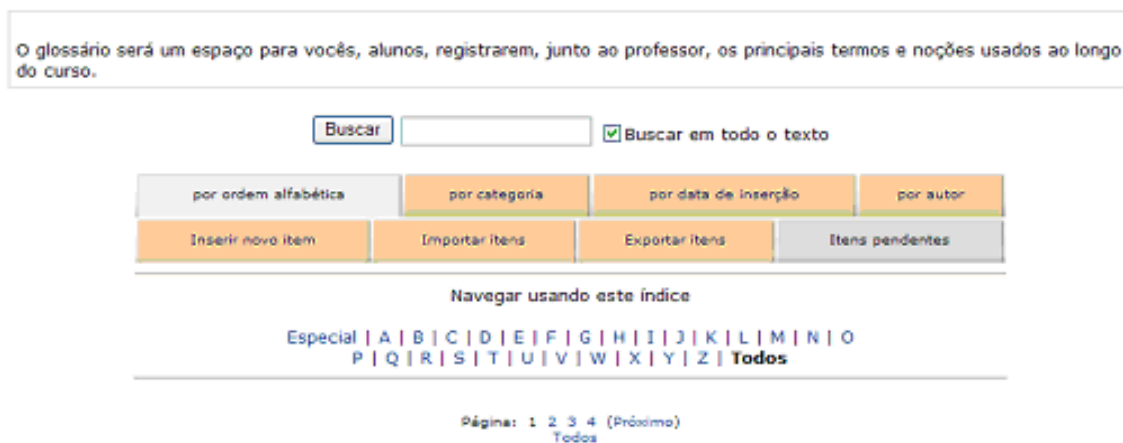 O glossário será um espaço para vocês, alunos, registrarem, junto ao professor, os principais termos e noções usados ao longo
do curso.
Buscar Buscar em todo o texto
por ordem alfabética por categoria por data de inserção por autor
Inserir novo item Importar itens Exportar itens Itens pendentes
Navegar usando este índice
Especial | A | B | C | D | E | F | G | H | I | J | K | L | M | N | O
P | Q | R | S | T | U | V | W | X | Y | Z | Todos
Página: 1 2 3 4 (Próximo)
Todos